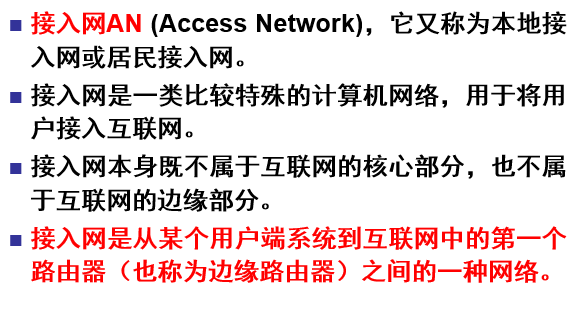 接入网AN (Access Network)，它又称为本地接
入网或居民接入网。
接入网是一类比较特殊的计算机网络，用于将用
户接入互联网。
接入网本身既不属于互联网的核心部分，也不属
于互联网的边缘部分。
接入网是从某个用户端系统到互联网中的第一个
路由器（也称为边缘路由器）之间的一种网络。